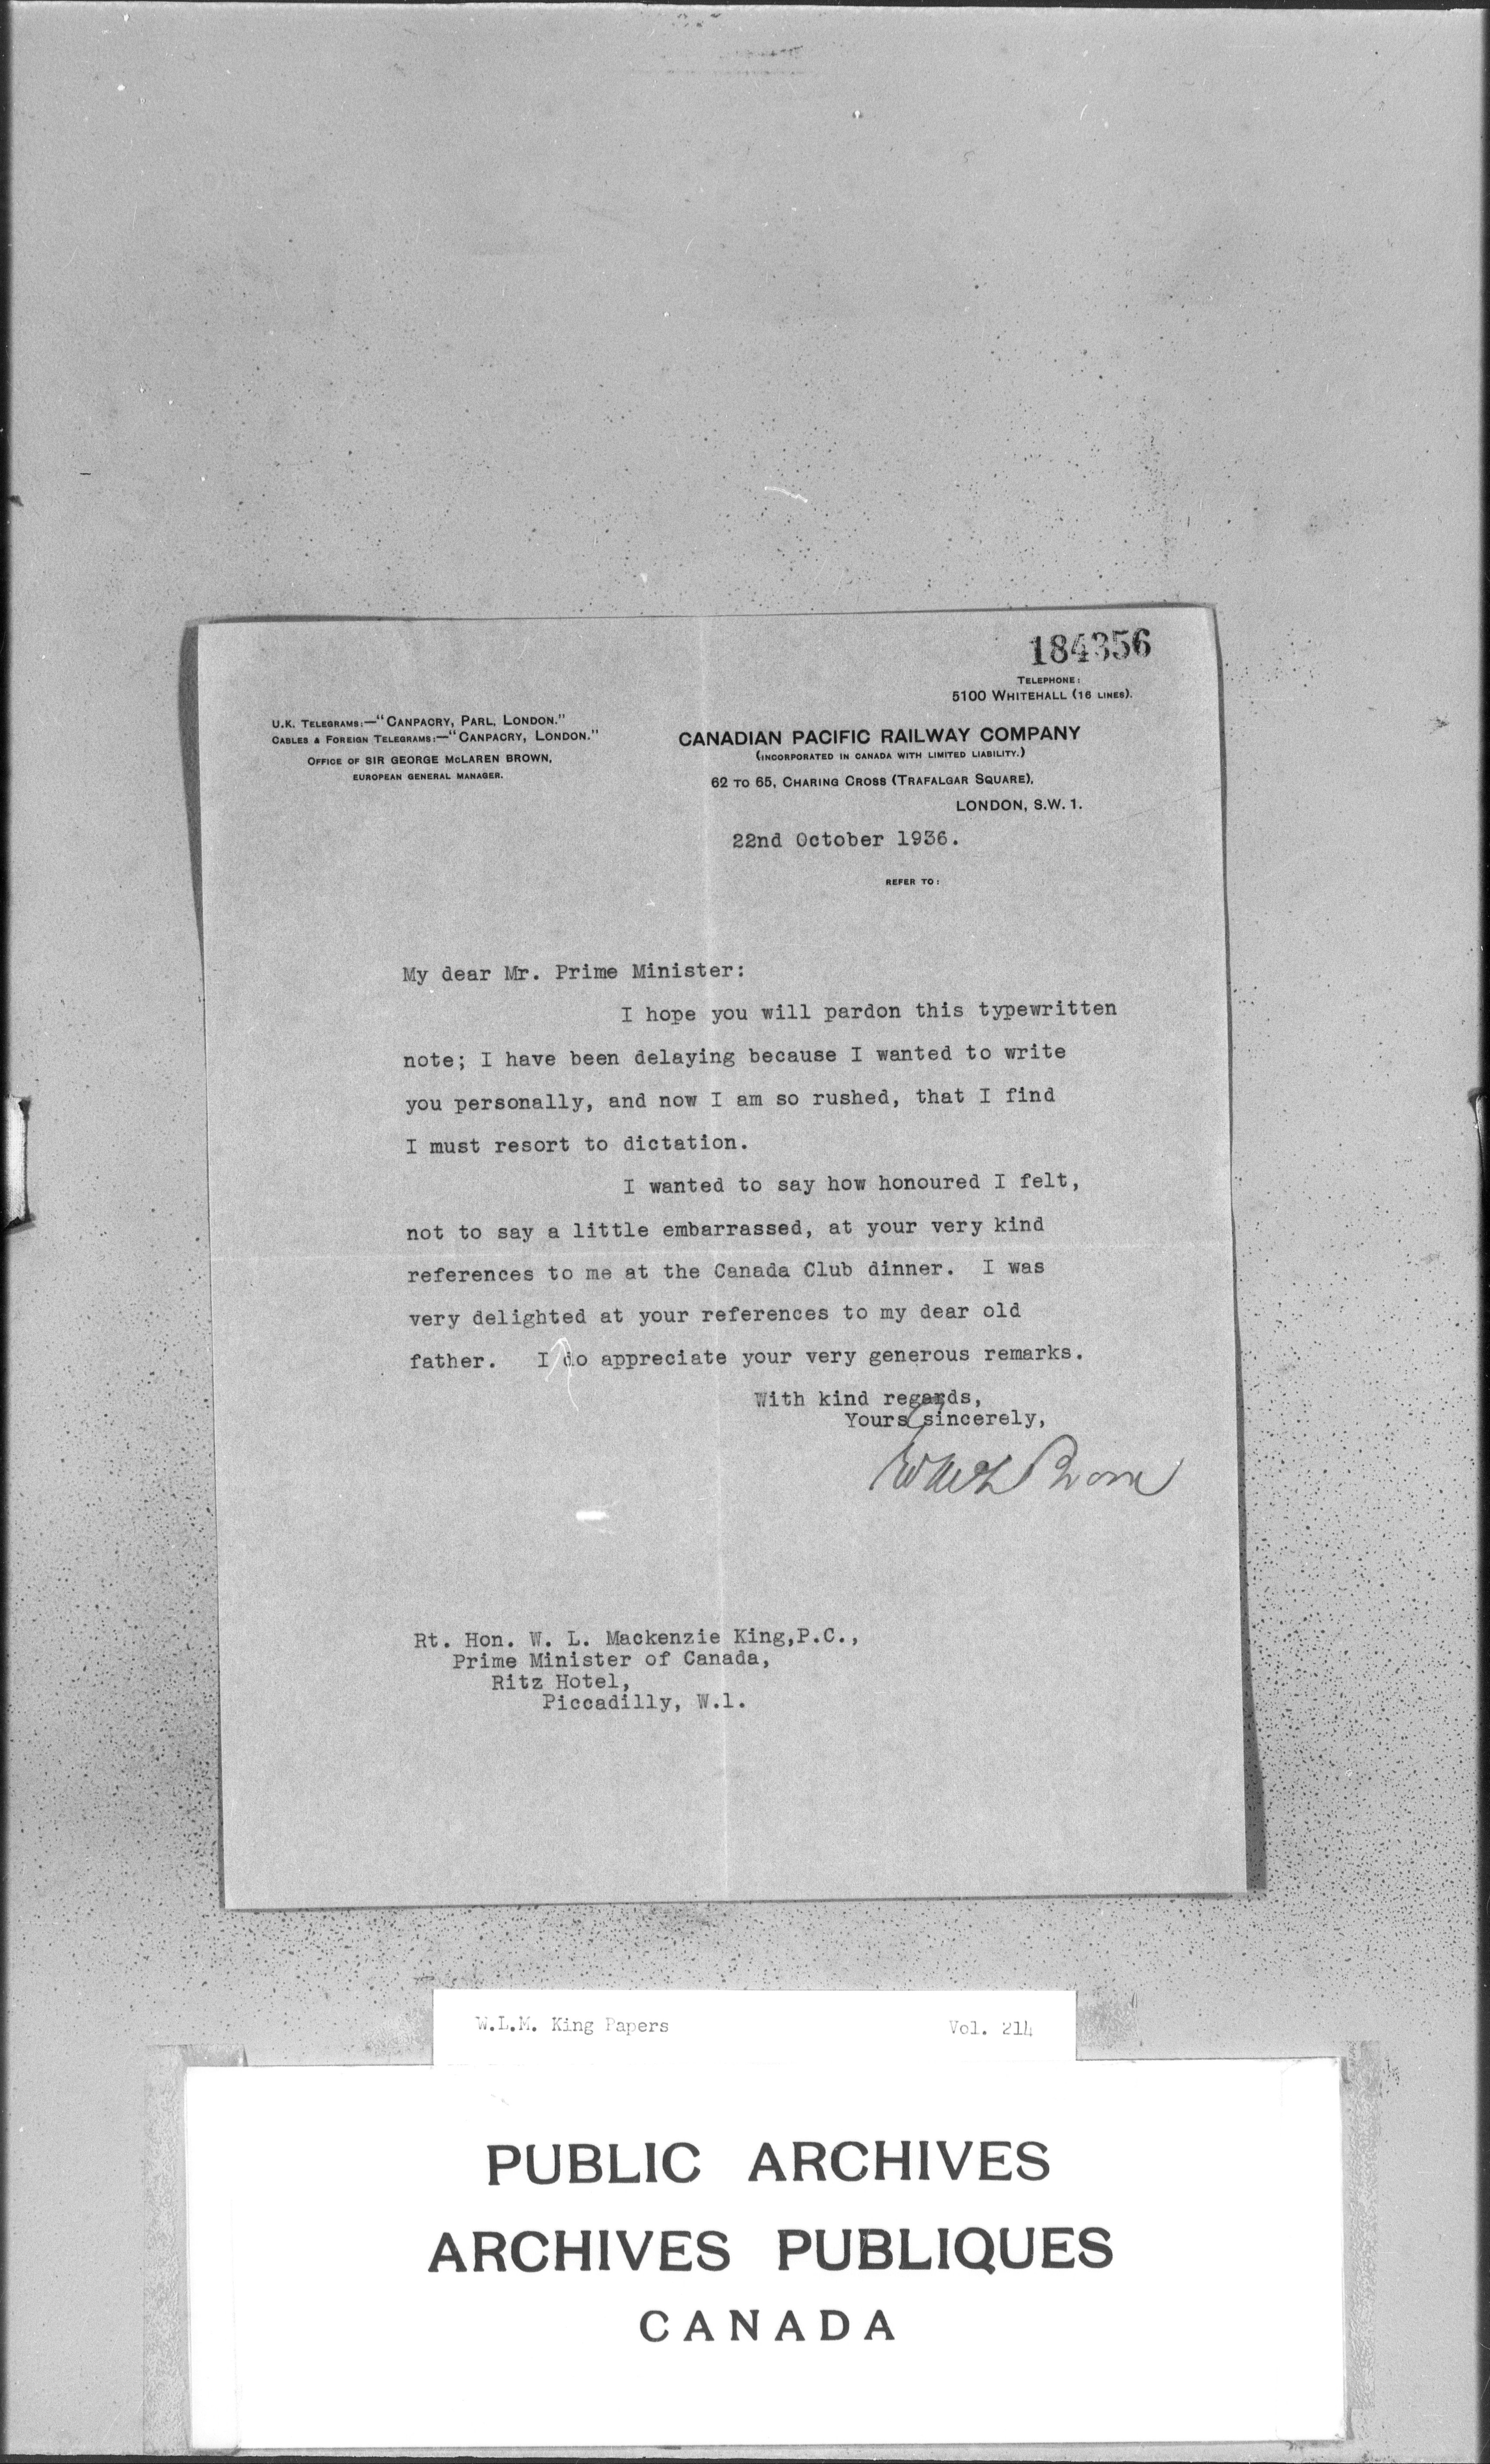 184356
TELEPHONE:
5100 WHITEHALL (16 LINES).
U.K. TELEGRAMS:—"CANPACRY, PARL, LONDON."
CABLES & FOREIGN TELEGRAMS:—"CANPACRY, LONDON."
OFFICE OF SIR GEORGE McLAREN BROWN,
EUROPEAN GENERAL MANAGER.
CANADIAN PACIFIC RAILWAY COMPANY
(INCORPORATED IN CANADA WITH LIMITED LIABILITY.)
62 TO 65, CHARING CROSS (TRAFALGAR SQUARE),
LONDON, S.W. 1.
22nd October 1936.
REFER TO:
My dear Mr. Prime Minister:
I hope you will pardon this typewritten
note; I have been delaying because I wanted to write
you personally, and now I am so rushed, that I find
I must resort to dictation.
I wanted to say how honoured I felt,
not to say a little embarrassed, at your very kind
references to me at the Canada Club dinner. I was
very delighted at your references to my dear old
father. I do appreciate your very generous remarks.
With kind regards,
Yours sincerely,
Brown
Rt. Hon. W. L. Mackenzie King,P.C.,
Prime Minister of Canada,
Ritz Hotel,
Piccadilly, W.1.
W.L.M. King Papers Vol. 214
PUBLIC ARCHIVES
ARCHIVES PUBLIQUES
CANADA